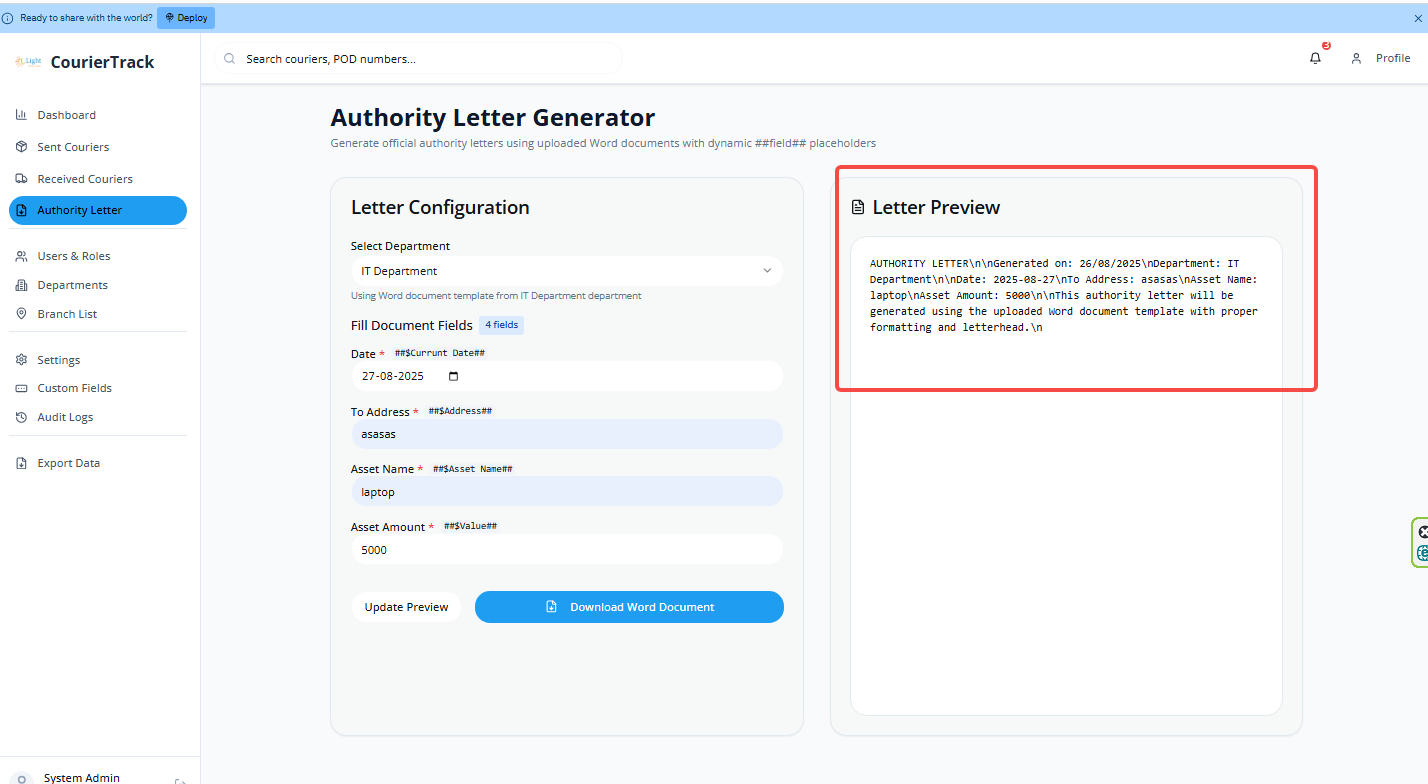 Ready to share with the world? Deploy
Light CourierTrack
Search couriers, POD numbers...
3
Profile
Dashboard
Sent Couriers
Received Couriers
Authority Letter
Users & Roles
Departments
Branch List
Settings
Custom Fields
Audit Logs
Export Data
System Admin
Authority Letter Generator
Generate official authority letters using uploaded Word documents with dynamic ##field## placeholders
Letter Configuration
Select Department
IT Department
Using Word document template from IT Department department
Fill Document Fields 4 fields
Date * ##$Currunt Date##
27-08-2025
To Address * ##$Address##
asasas
Asset Name * ##$Asset Name##
laptop
Asset Amount * ##$Value##
5000
Update Preview
Download Word Document
Letter Preview
AUTHORITY LETTER\n\nGenerated on: 26/08/2025\nDepartment: IT
Department\n\nDate: 2025-08-27\nTo Address: asasas\nAsset Name:
laptop\nAsset Amount: 5000\n\nThis authority letter will be
generated using the uploaded Word document template with proper
formatting and letterhead.\n